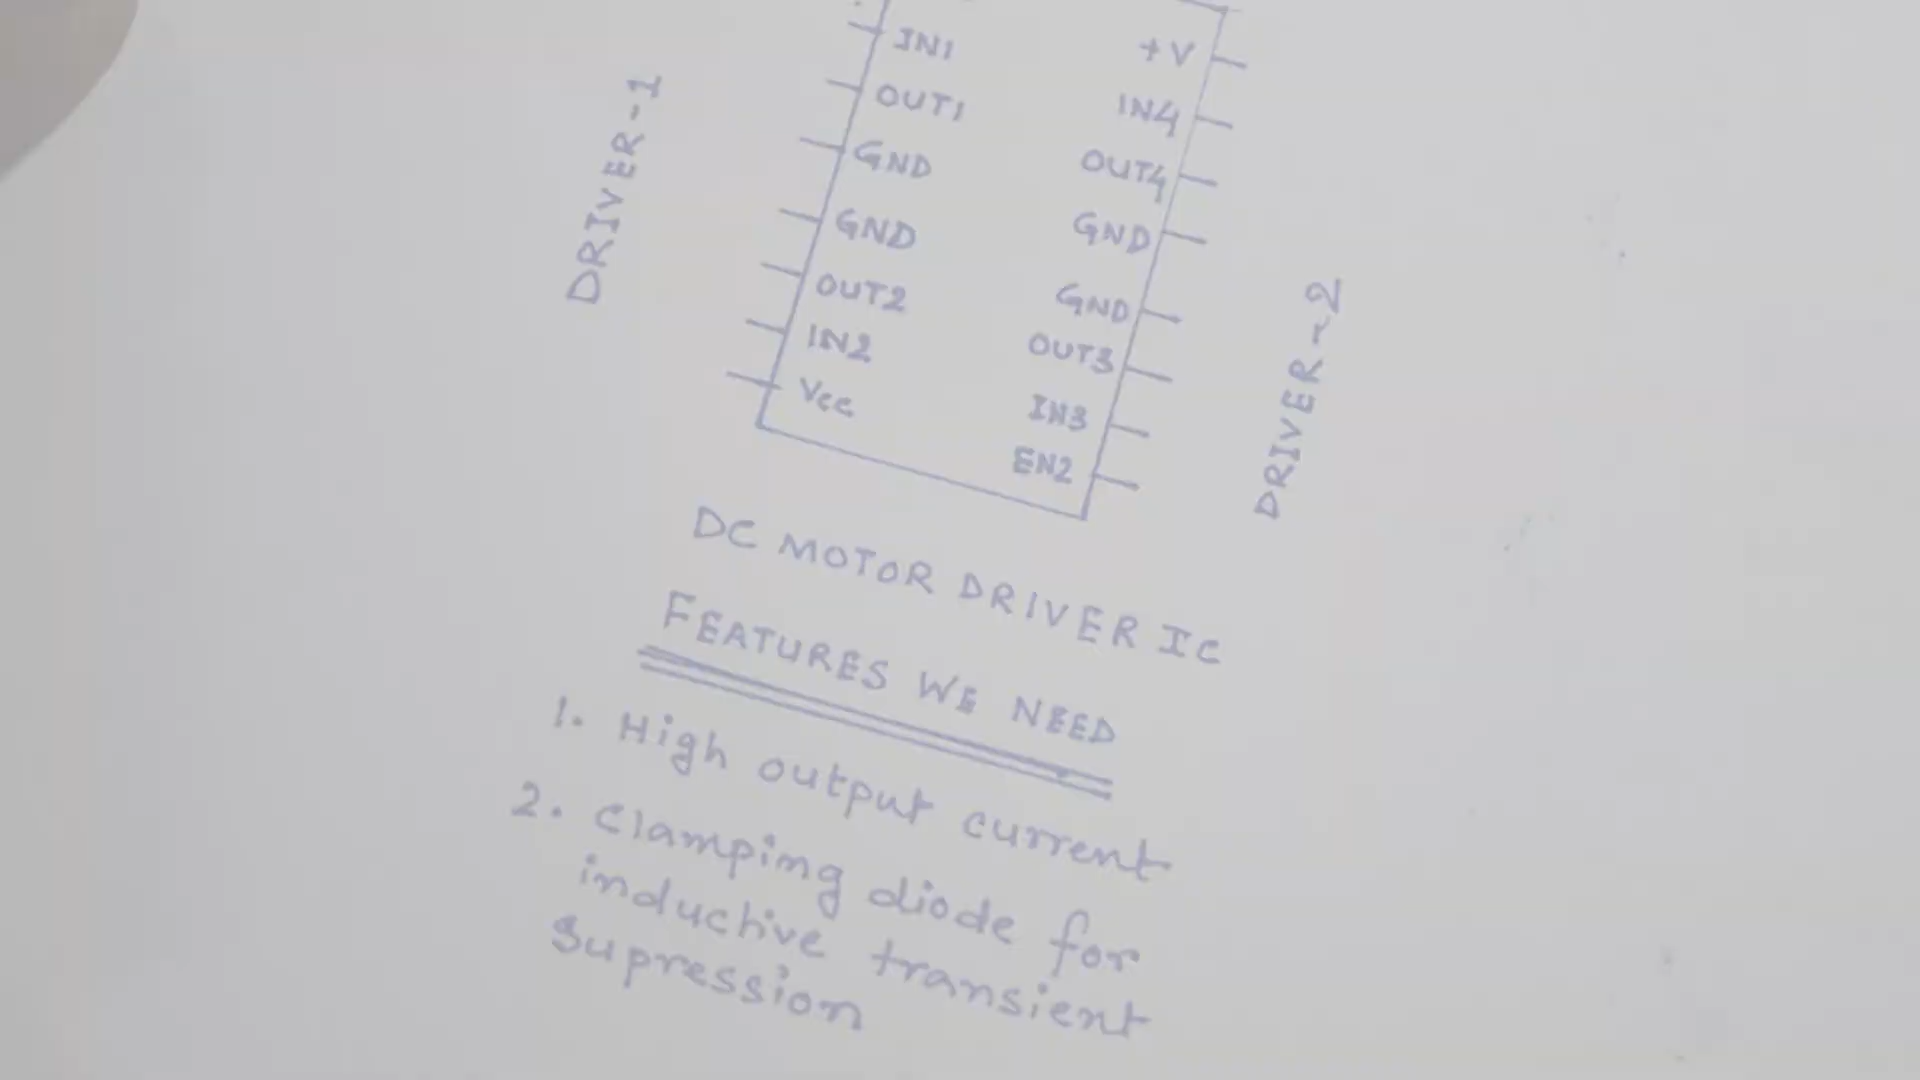 DRIVER-1
IN1
OUT1
GND
GND
OUT2
IN2
Vcc
+V
IN4
OUT4
GND
GND
OUT3
IN3
EN2
DRIVER-2
DC MOTOR DRIVER IC
FEATURES WE NEED
1. High output current
2. Clamping diode for
inductive transient
Supression